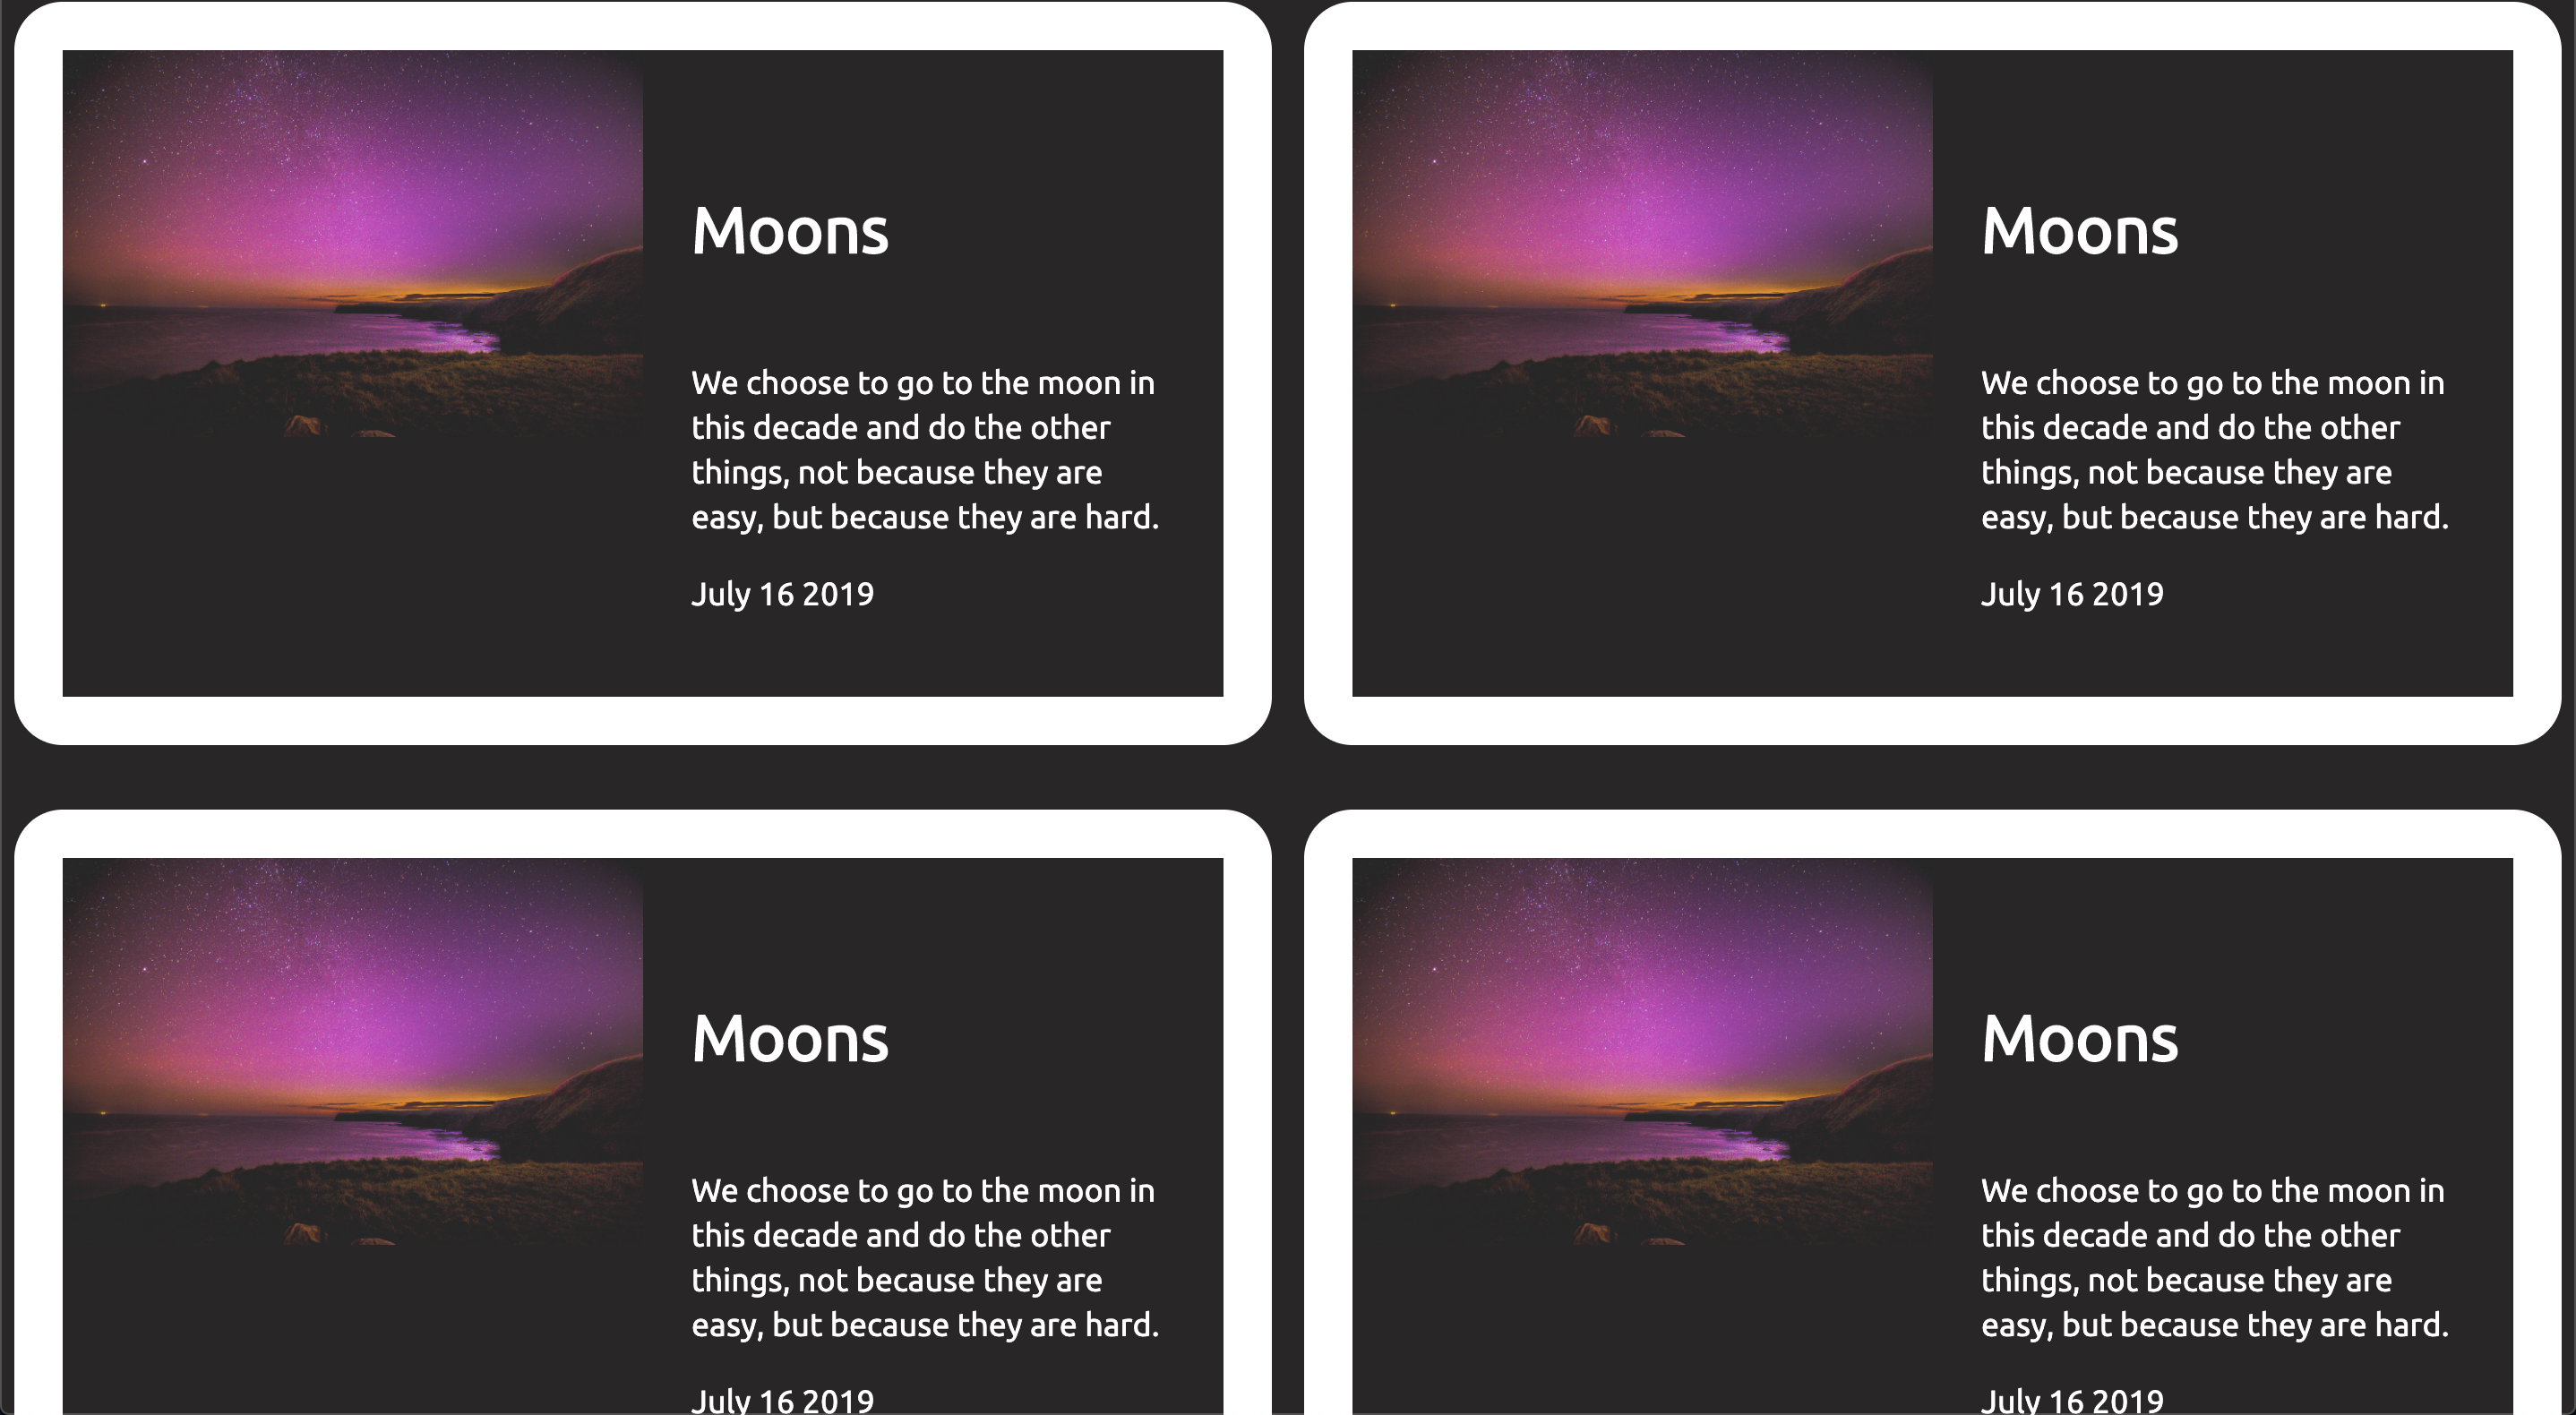 Moons
We choose to go to the moon in
this decade and do the other
things, not because they are
easy, but because they are hard.
July 16 2019
Moons
We choose to go to the moon in
this decade and do the other
things, not because they are
easy, but because they are hard.
July 16 2019
Moons
We choose to go to the moon in
this decade and do the other
things, not because they are
easy, but because they are hard.
July 16 2019
Moons
We choose to go to the moon in
this decade and do the other
things, not because they are
easy, but because they are hard.
July 16 2019